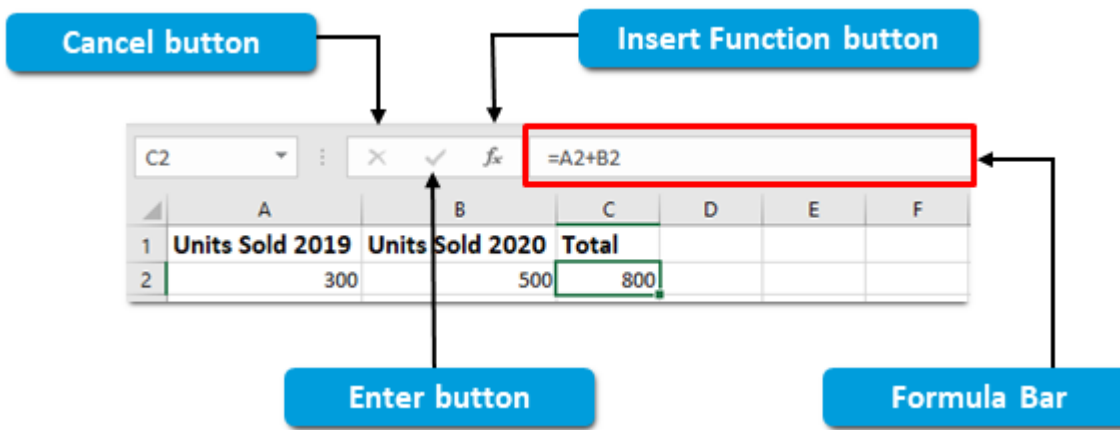 Cancel button
Insert Function button
C2 fx =A2+B2
A B C D E F
1 Units Sold 2019 Units Sold 2020 Total
2 300 500 800
Enter button
Formula Bar